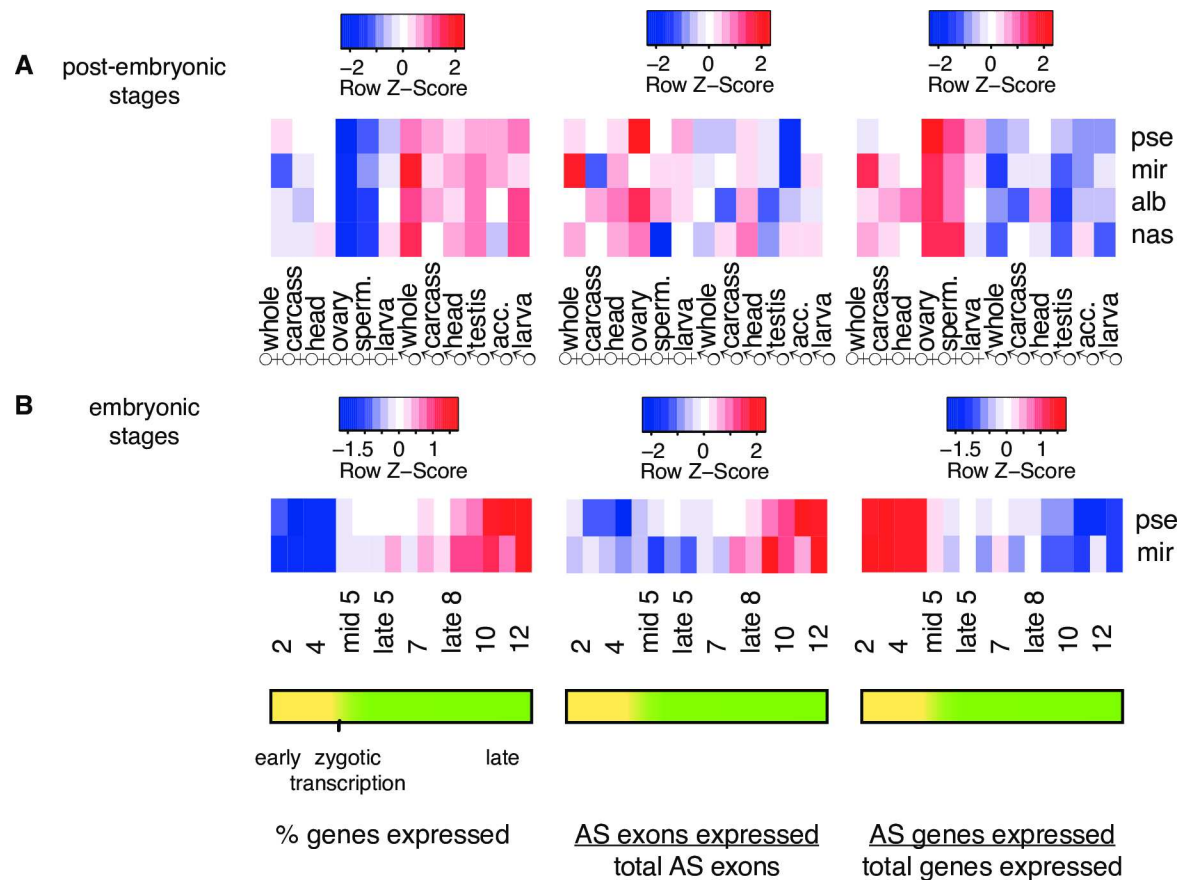 A
post-embryonic
stages
−2 0 2
Row Z−Score
−2 0 2
Row Z−Score
−2 0 2
Row Z−Score
pse
mir
alb
nas
♀whole
♀carcass
♀head
♀ovary
♀sperm.
♀larva
♂whole
♂carcass
♂head
♂testis
♂acc.
♂larva
♀whole
♀carcass
♀head
♀ovary
♀sperm.
♀larva
♂whole
♂carcass
♂head
♂testis
♂acc.
♂larva
♀whole
♀carcass
♀head
♀ovary
♀sperm.
♀larva
♂whole
♂carcass
♂head
♂testis
♂acc.
♂larva
B
embryonic
stages
−1.5 0 1
Row Z−Score
−2 0 2
Row Z−Score
−1.5 0 1
Row Z−Score
pse
mir
2
4
mid 5
late 5
7
late 8
10
12
2
4
mid 5
late 5
7
late 8
10
12
2
4
mid 5
late 5
7
late 8
10
12
early
zygotic
transcription
late
% genes expressed
AS exons expressed
total AS exons
AS genes expressed
total genes expressed